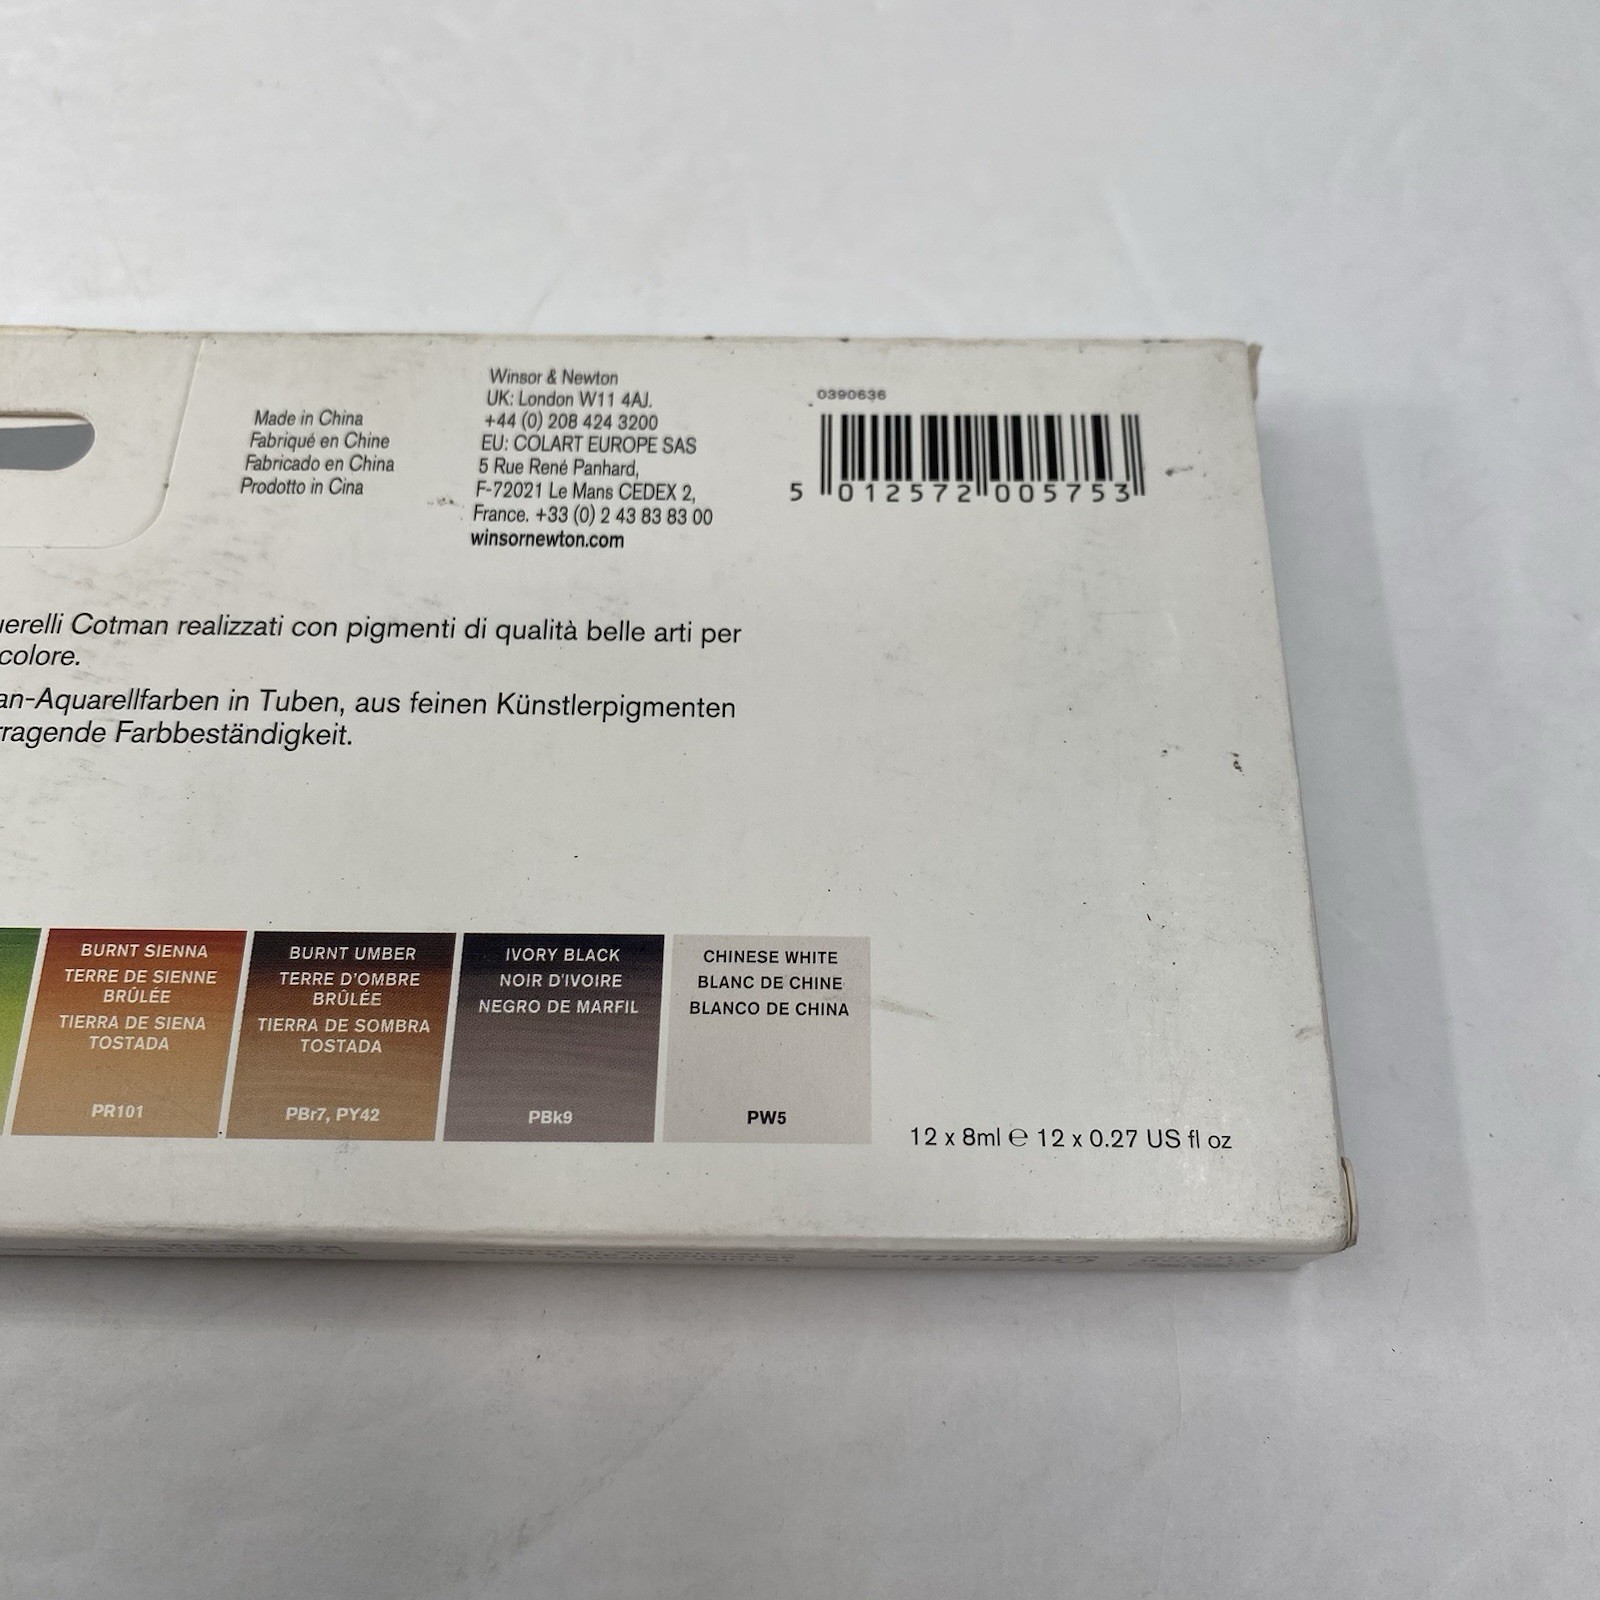 Made in China
Fabriqué en Chine
Fabricado en China
Prodotto in Cina
Winsor & Newton
UK: London W11 4AJ.
+44 (0) 208 424 3200
EU: COLART EUROPE SAS
5 Rue René Panhard,
F-72021 Le Mans CEDEX 2,
France. +33 (0) 2 43 83 83 00
winsornewton.com
0390636
5 012572 005753
uerelli Cotman realizzati con pigmenti di qualità belle arti per
colore.
an-Aquarellfarben in Tuben, aus feinen Künstlerpigmenten
rragende Farbbeständigkeit.
BURNT SIENNA
TERRE DE SIENNE
BRÛLÉE
TIERRA DE SIENA
TOSTADA
PR101
BURNT UMBER
TERRE D'OMBRE
BRÛLÉE
TIERRA DE SOMBRA
TOSTADA
PBr7, PY42
IVORY BLACK
NOIR D'IVOIRE
NEGRO DE MARFIL
PBk9
CHINESE WHITE
BLANC DE CHINE
BLANCO DE CHINA
PW5
12 x 8ml ℮ 12 x 0.27 US fl oz